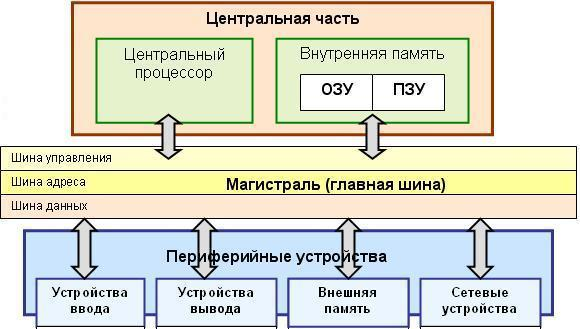 Центральная часть
Центральный
процессор
Внутренняя память
ОЗУ ПЗУ
Шина управления
Шина адреса
Магистраль (главная шина)
Шина данных
Периферийные устройства
Устройства
ввода
Устройства
вывода
Внешняя
память
Сетевые
устройства